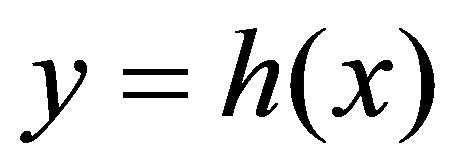 y = h(x)